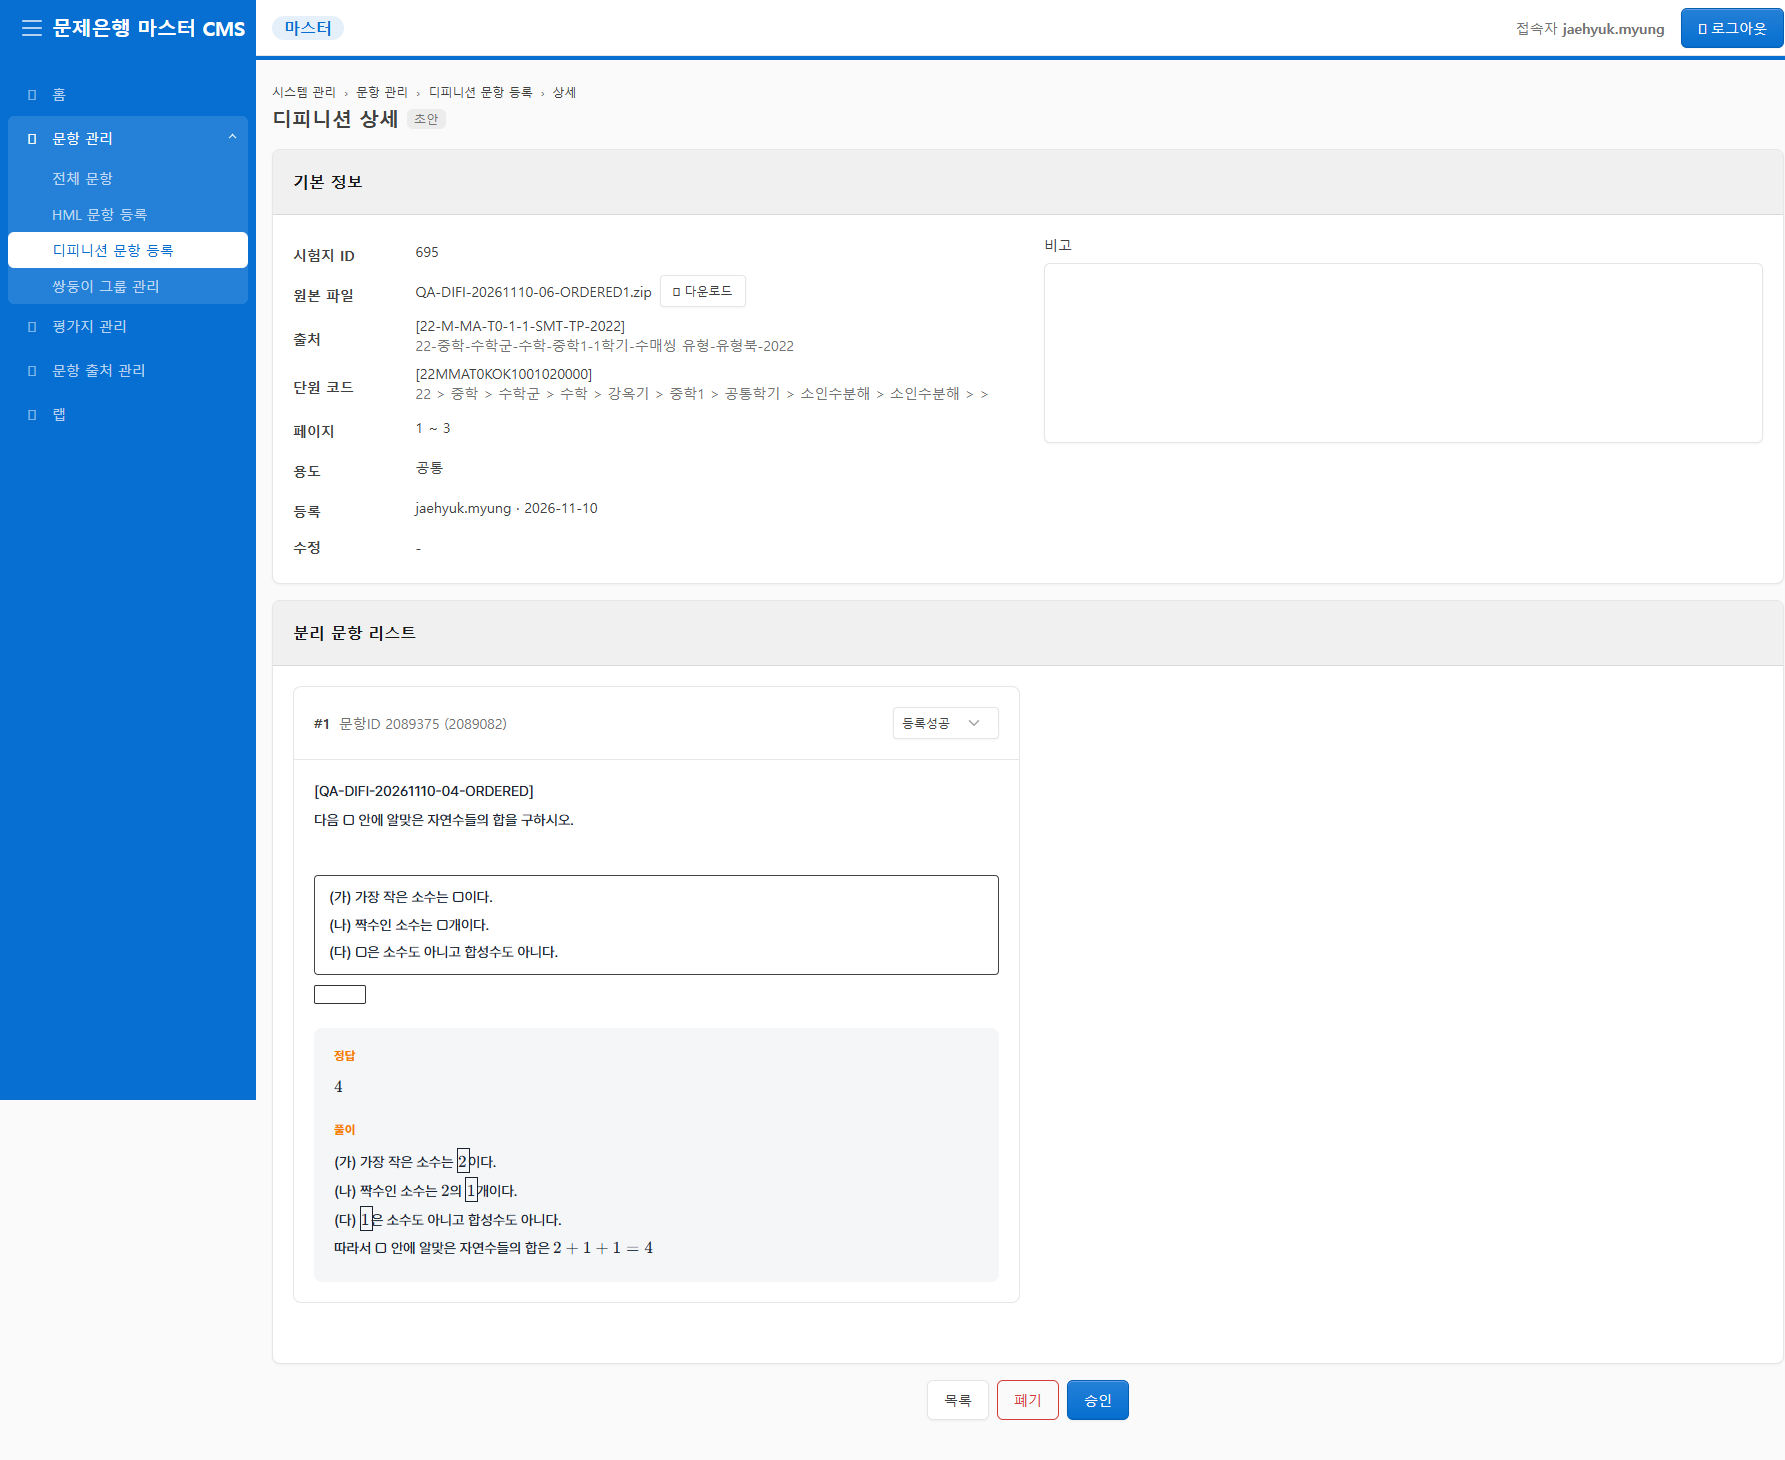 문제은행 마스터 CMS
마스터
접속자 jaehyuk.myung
로그아웃
홈
문항 관리
전체 문항
HML 문항 등록
디피니션 문항 등록
쌍둥이 그룹 관리
평가지 관리
문항 출처 관리
랩
시스템 관리 › 문항 관리 › 디피니션 문항 등록 › 상세
디피니션 상세 초안
기본 정보
시험지 ID 695
원본 파일 QA-DIFI-20261110-06-ORDERED1.zip 다운로드
출처 [22-M-MA-T0-1-1-SMT-TP-2022]
22-중학-수학군-수학-중학1-1학기-수매씽 유형-유형북-2022
단원 코드 [22MMAT0KOK1001020000]
22 > 중학 > 수학군 > 수학 > 강옥기 > 중학1 > 공통학기 > 소인수분해 > 소인수분해 > >
페이지 1 ~ 3
용도 공통
등록 jaehyuk.myung · 2026-11-10
수정 -
비고
분리 문항 리스트
#1 문항ID 2089375 (2089082) 등록성공
[QA-DIFI-20261110-04-ORDERED]
다음 □ 안에 알맞은 자연수들의 합을 구하시오.
(가) 가장 작은 소수는 □이다.
(나) 짝수인 소수는 □개이다.
(다) □은 소수도 아니고 합성수도 아니다.
정답
4
풀이
(가) 가장 작은 소수는 2이다.
(나) 짝수인 소수는 2의 1개이다.
(다) 1은 소수도 아니고 합성수도 아니다.
따라서 □ 안에 알맞은 자연수들의 합은 2 + 1 + 1 = 4
목록 폐기 승인